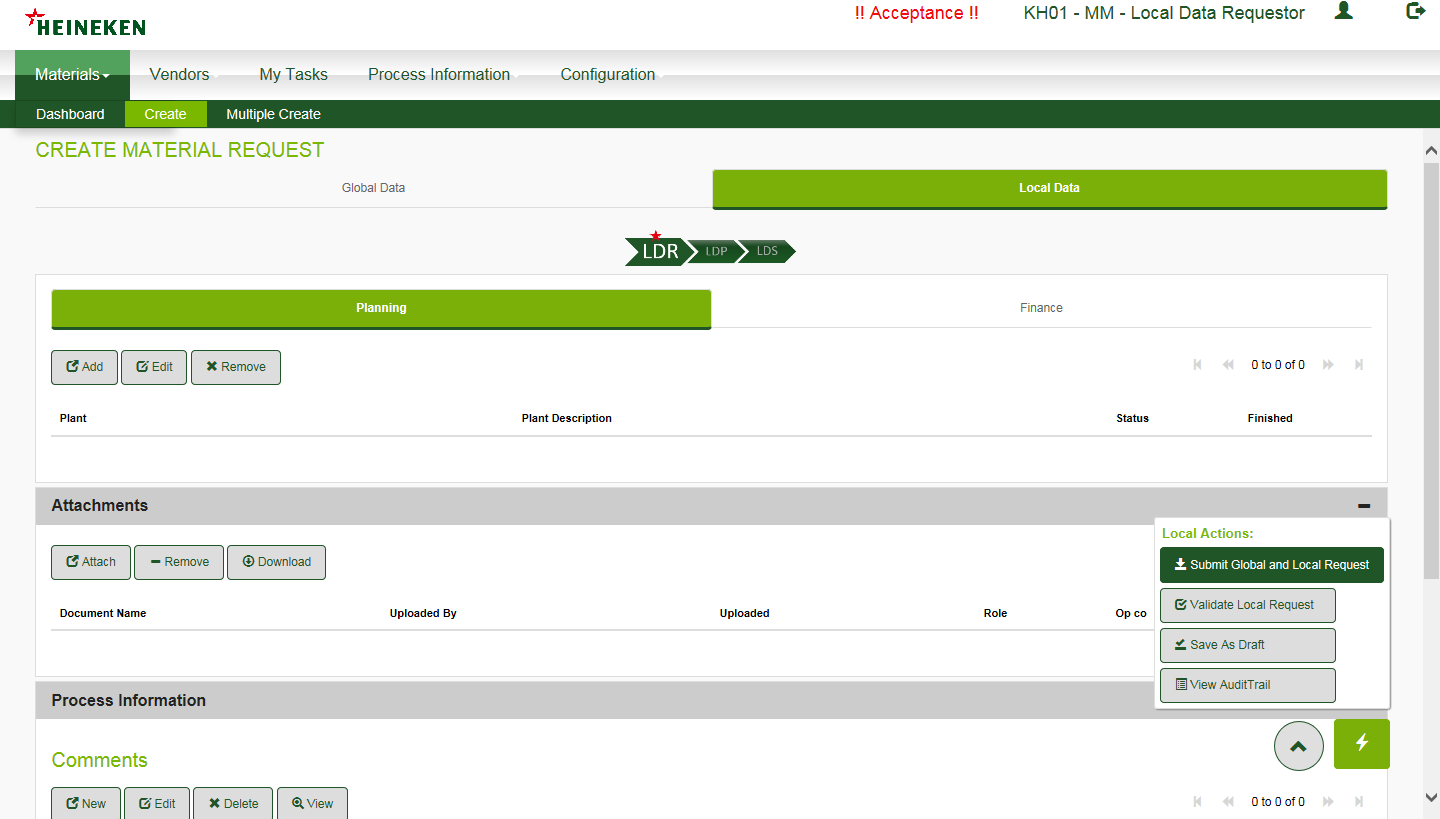 HEINEKEN
!! Acceptance !!
KH01 - MM - Local Data Requestor
Materials
Vendors
My Tasks
Process Information
Configuration
Dashboard
Create
Multiple Create
CREATE MATERIAL REQUEST
Global Data
Local Data
LDR
LDP
LDS
Planning
Finance
Add
Edit
Remove
0 to 0 of 0
Plant
Plant Description
Status
Finished
Attachments
Attach
Remove
Download
Document Name
Uploaded By
Uploaded
Role
Op co
Local Actions:
Submit Global and Local Request
Validate Local Request
Save As Draft
View AuditTrail
Process Information
Comments
New
Edit
Delete
View
0 to 0 of 0